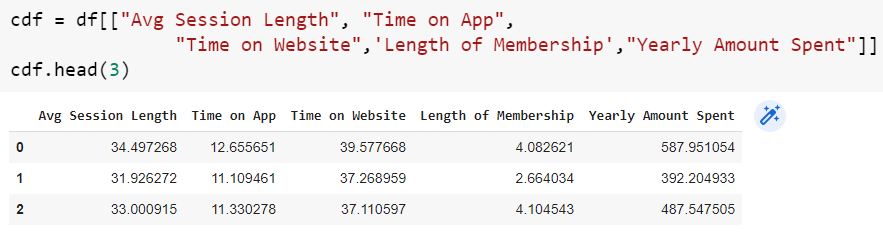 cdf = df[["Avg Session Length", "Time on App",
"Time on Website",'Length of Membership',"Yearly Amount Spent"]]
cdf.head(3)
Avg Session Length Time on App Time on Website Length of Membership Yearly Amount Spent
0 34.497268 12.655651 39.577668 4.082621 587.951054
1 31.926272 11.109461 37.268959 2.664034 392.204933
2 33.000915 11.330278 37.110597 4.104543 487.547505